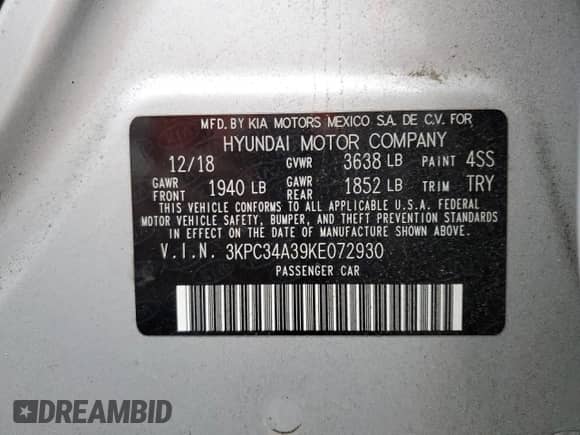 MFD. BY KIA MOTORS MEXICO S.A. DE C.V. FOR
HYUNDAI MOTOR COMPANY
12/18 GVWR 3638 LB PAINT 4SS
GAWR FRONT 1940 LB GAWR REAR 1852 LB TRIM TRY
THIS VEHICLE CONFORMS TO ALL APPLICABLE U.S.A. FEDERAL
MOTOR VEHICLE SAFETY, BUMPER, AND THEFT PREVENTION STANDARDS
IN EFFECT ON THE DATE OF MANUFACTURE SHOWN ABOVE.
V.I.N. 3KPC34A39KE072930
PASSENGER CAR
DREAMBID